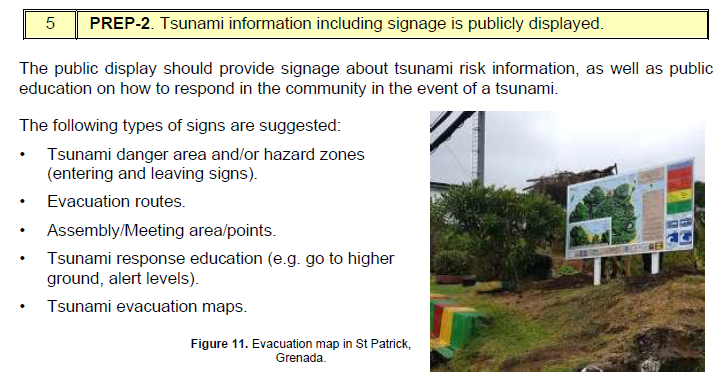 5 PREP-2. Tsunami information including signage is publicly displayed.
The public display should provide signage about tsunami risk information, as well as public
education on how to respond in the community in the event of a tsunami.
The following types of signs are suggested:
• Tsunami danger area and/or hazard zones
(entering and leaving signs).
• Evacuation routes.
• Assembly/Meeting area/points.
• Tsunami response education (e.g. go to higher
ground, alert levels).
• Tsunami evacuation maps.
Figure 11. Evacuation map in St Patrick,
Grenada.